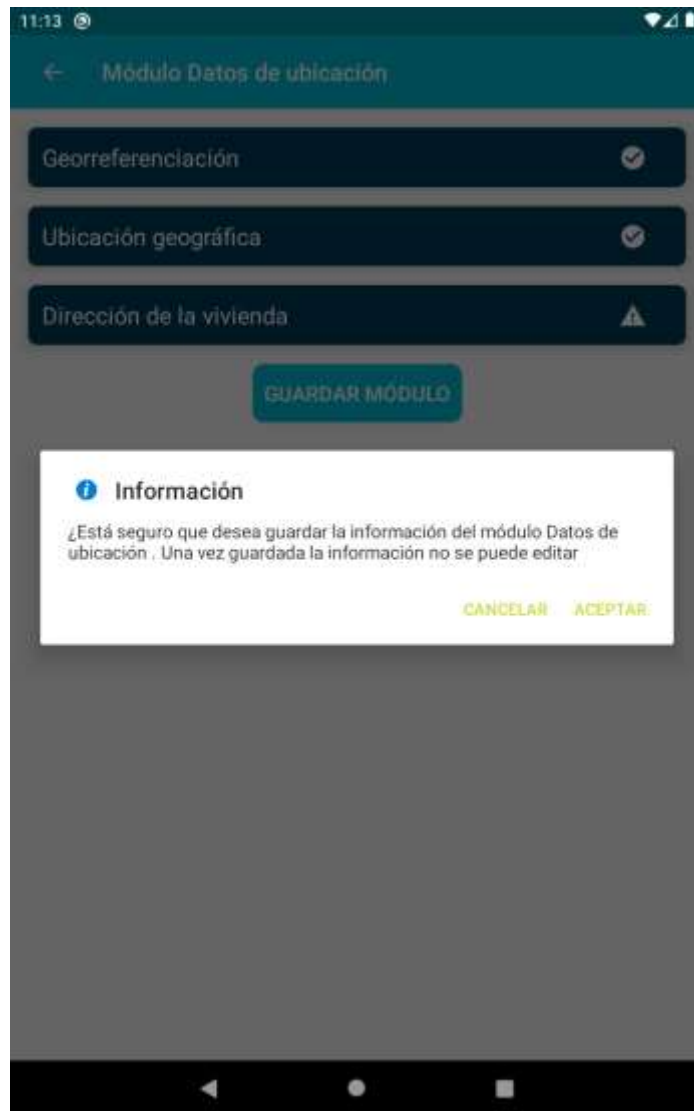 11:13
Módulo Datos de ubicación
Georreferenciación
Ubicación geográfica
Dirección de la vivienda
GUARDAR MÓDULO
Información
¿Está seguro que desea guardar la información del módulo Datos de
ubicación . Una vez guardada la información no se puede editar
CANCELAR ACEPTAR